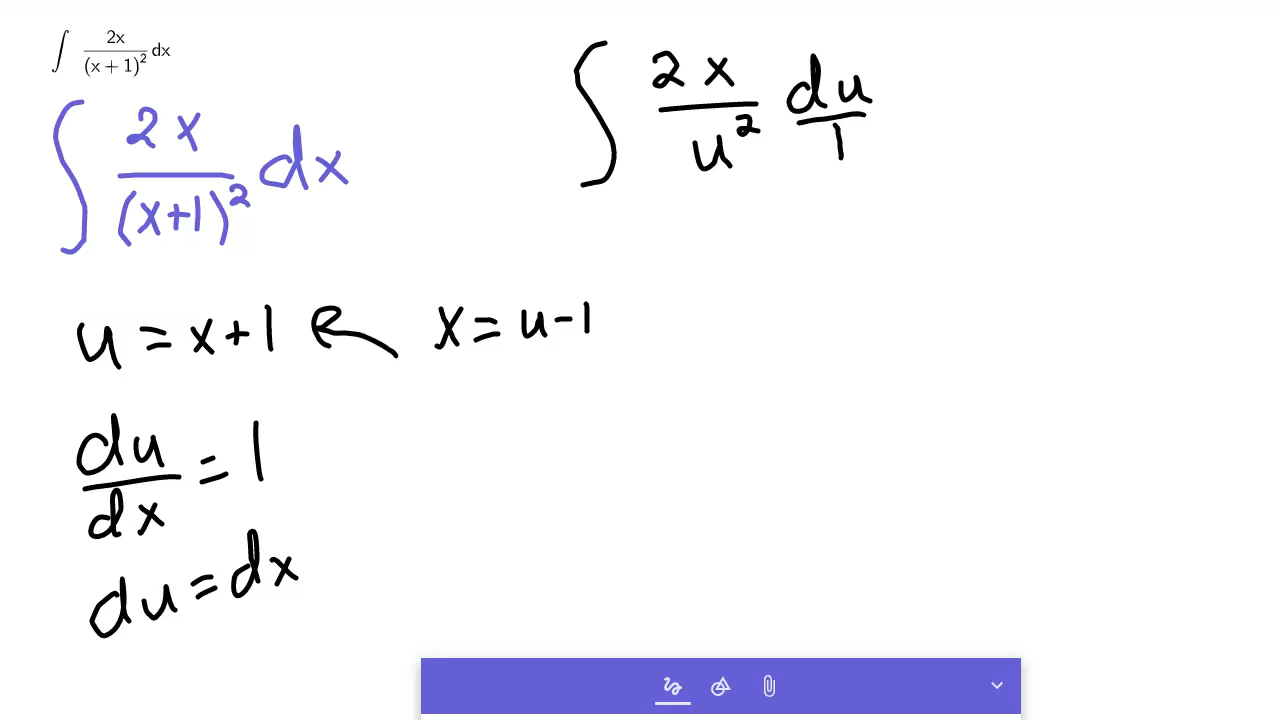 ∫ 2x/(x + 1)² dx
∫ 2x/(x+1)² dx
∫ 2x/u² du/1
u = x+1
x = u-1
du/dx = 1
du = dx